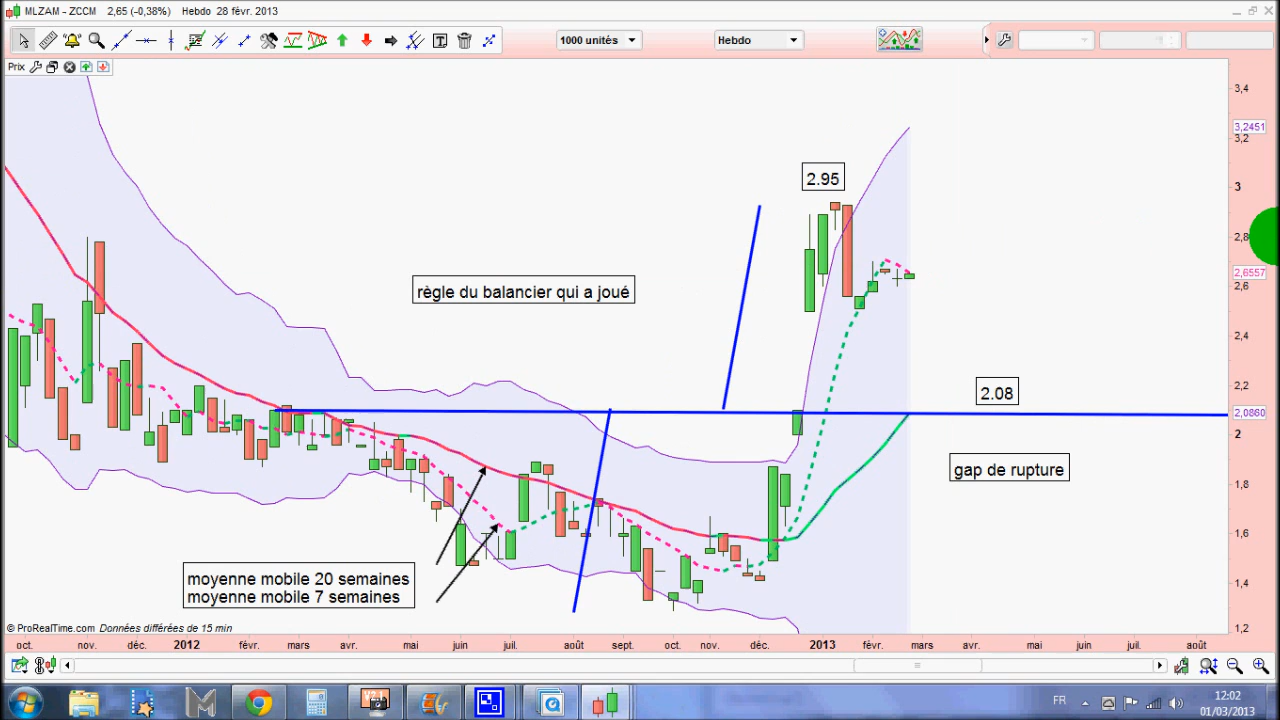 MLZAM - ZCCM 2,65 (-0,38%) Hebdo 28 févr. 2013
1000 unités Hebdo
Prix
3,4
3,2451
3,2
2.95
3
2,8
2,6557
2,6
règle du balancier qui a joué
2,4
2,2
2.08
2,0860
2
gap de rupture
1,8
1,6
moyenne mobile 20 semaines
moyenne mobile 7 semaines
1,4
1,2
© ProRealTime.com Données différées de 15 min
oct. nov. déc. 2012 févr. mars avr. mai juin juil. août sept. oct. nov. déc. 2013 févr. mars avr. mai juin juil. août
FR
12:02
01/03/2013